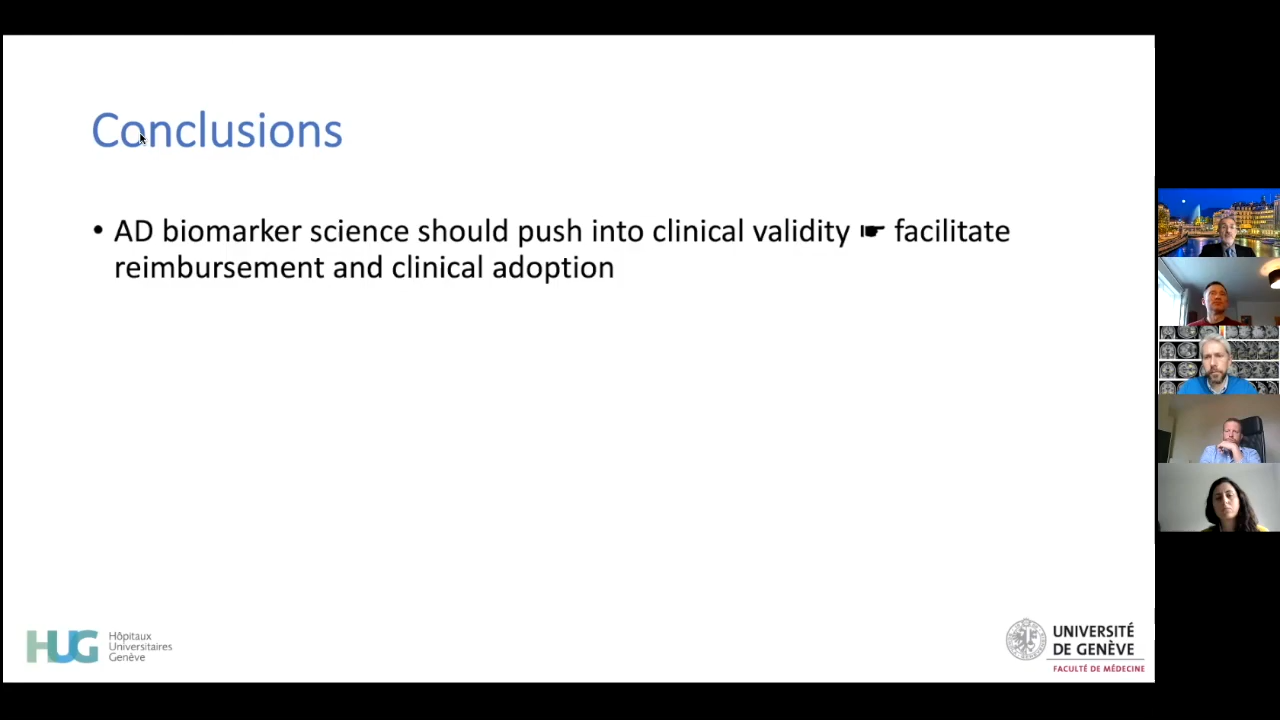 Conclusions
• AD biomarker science should push into clinical validity ☛ facilitate
reimbursement and clinical adoption
HUG
Hôpitaux
Universitaires
Genève
UNIVERSITÉ
DE GENÈVE
FACULTÉ DE MÉDECINE